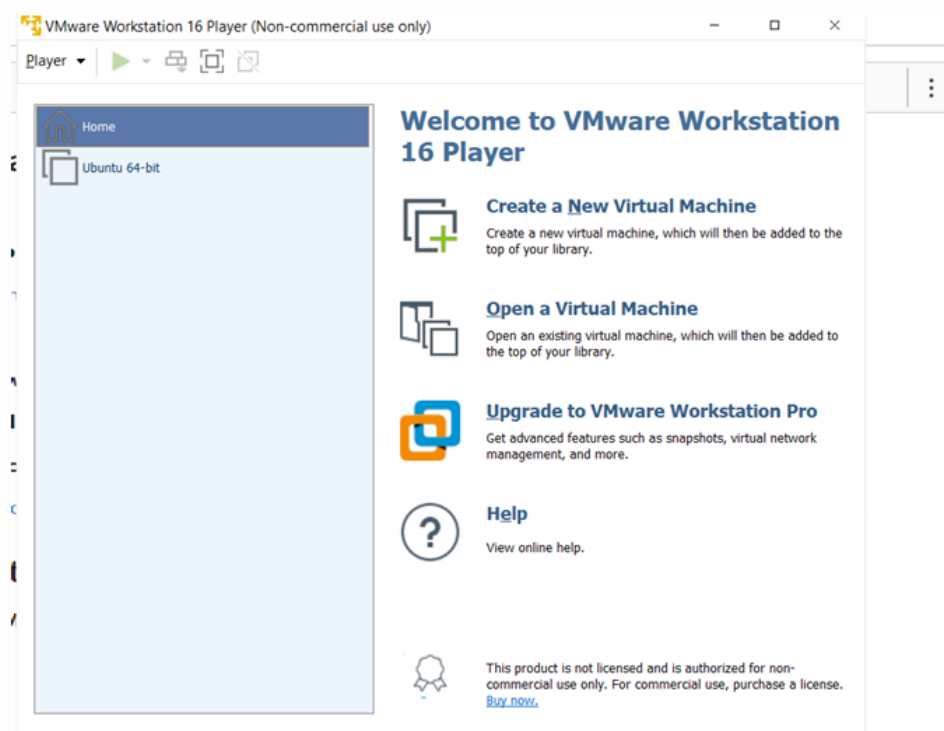 VMware Workstation 16 Player (Non-commercial use only)
Player
Home
Ubuntu 64-bit
Welcome to VMware Workstation
16 Player
Create a New Virtual Machine
Create a new virtual machine, which will then be added to the
top of your library.
Open a Virtual Machine
Open an existing virtual machine, which will then be added to
the top of your library.
Upgrade to VMware Workstation Pro
Get advanced features such as snapshots, virtual network
management, and more.
Help
View online help.
This product is not licensed and is authorized for non-
commercial use only. For commercial use, purchase a license.
Buy now.